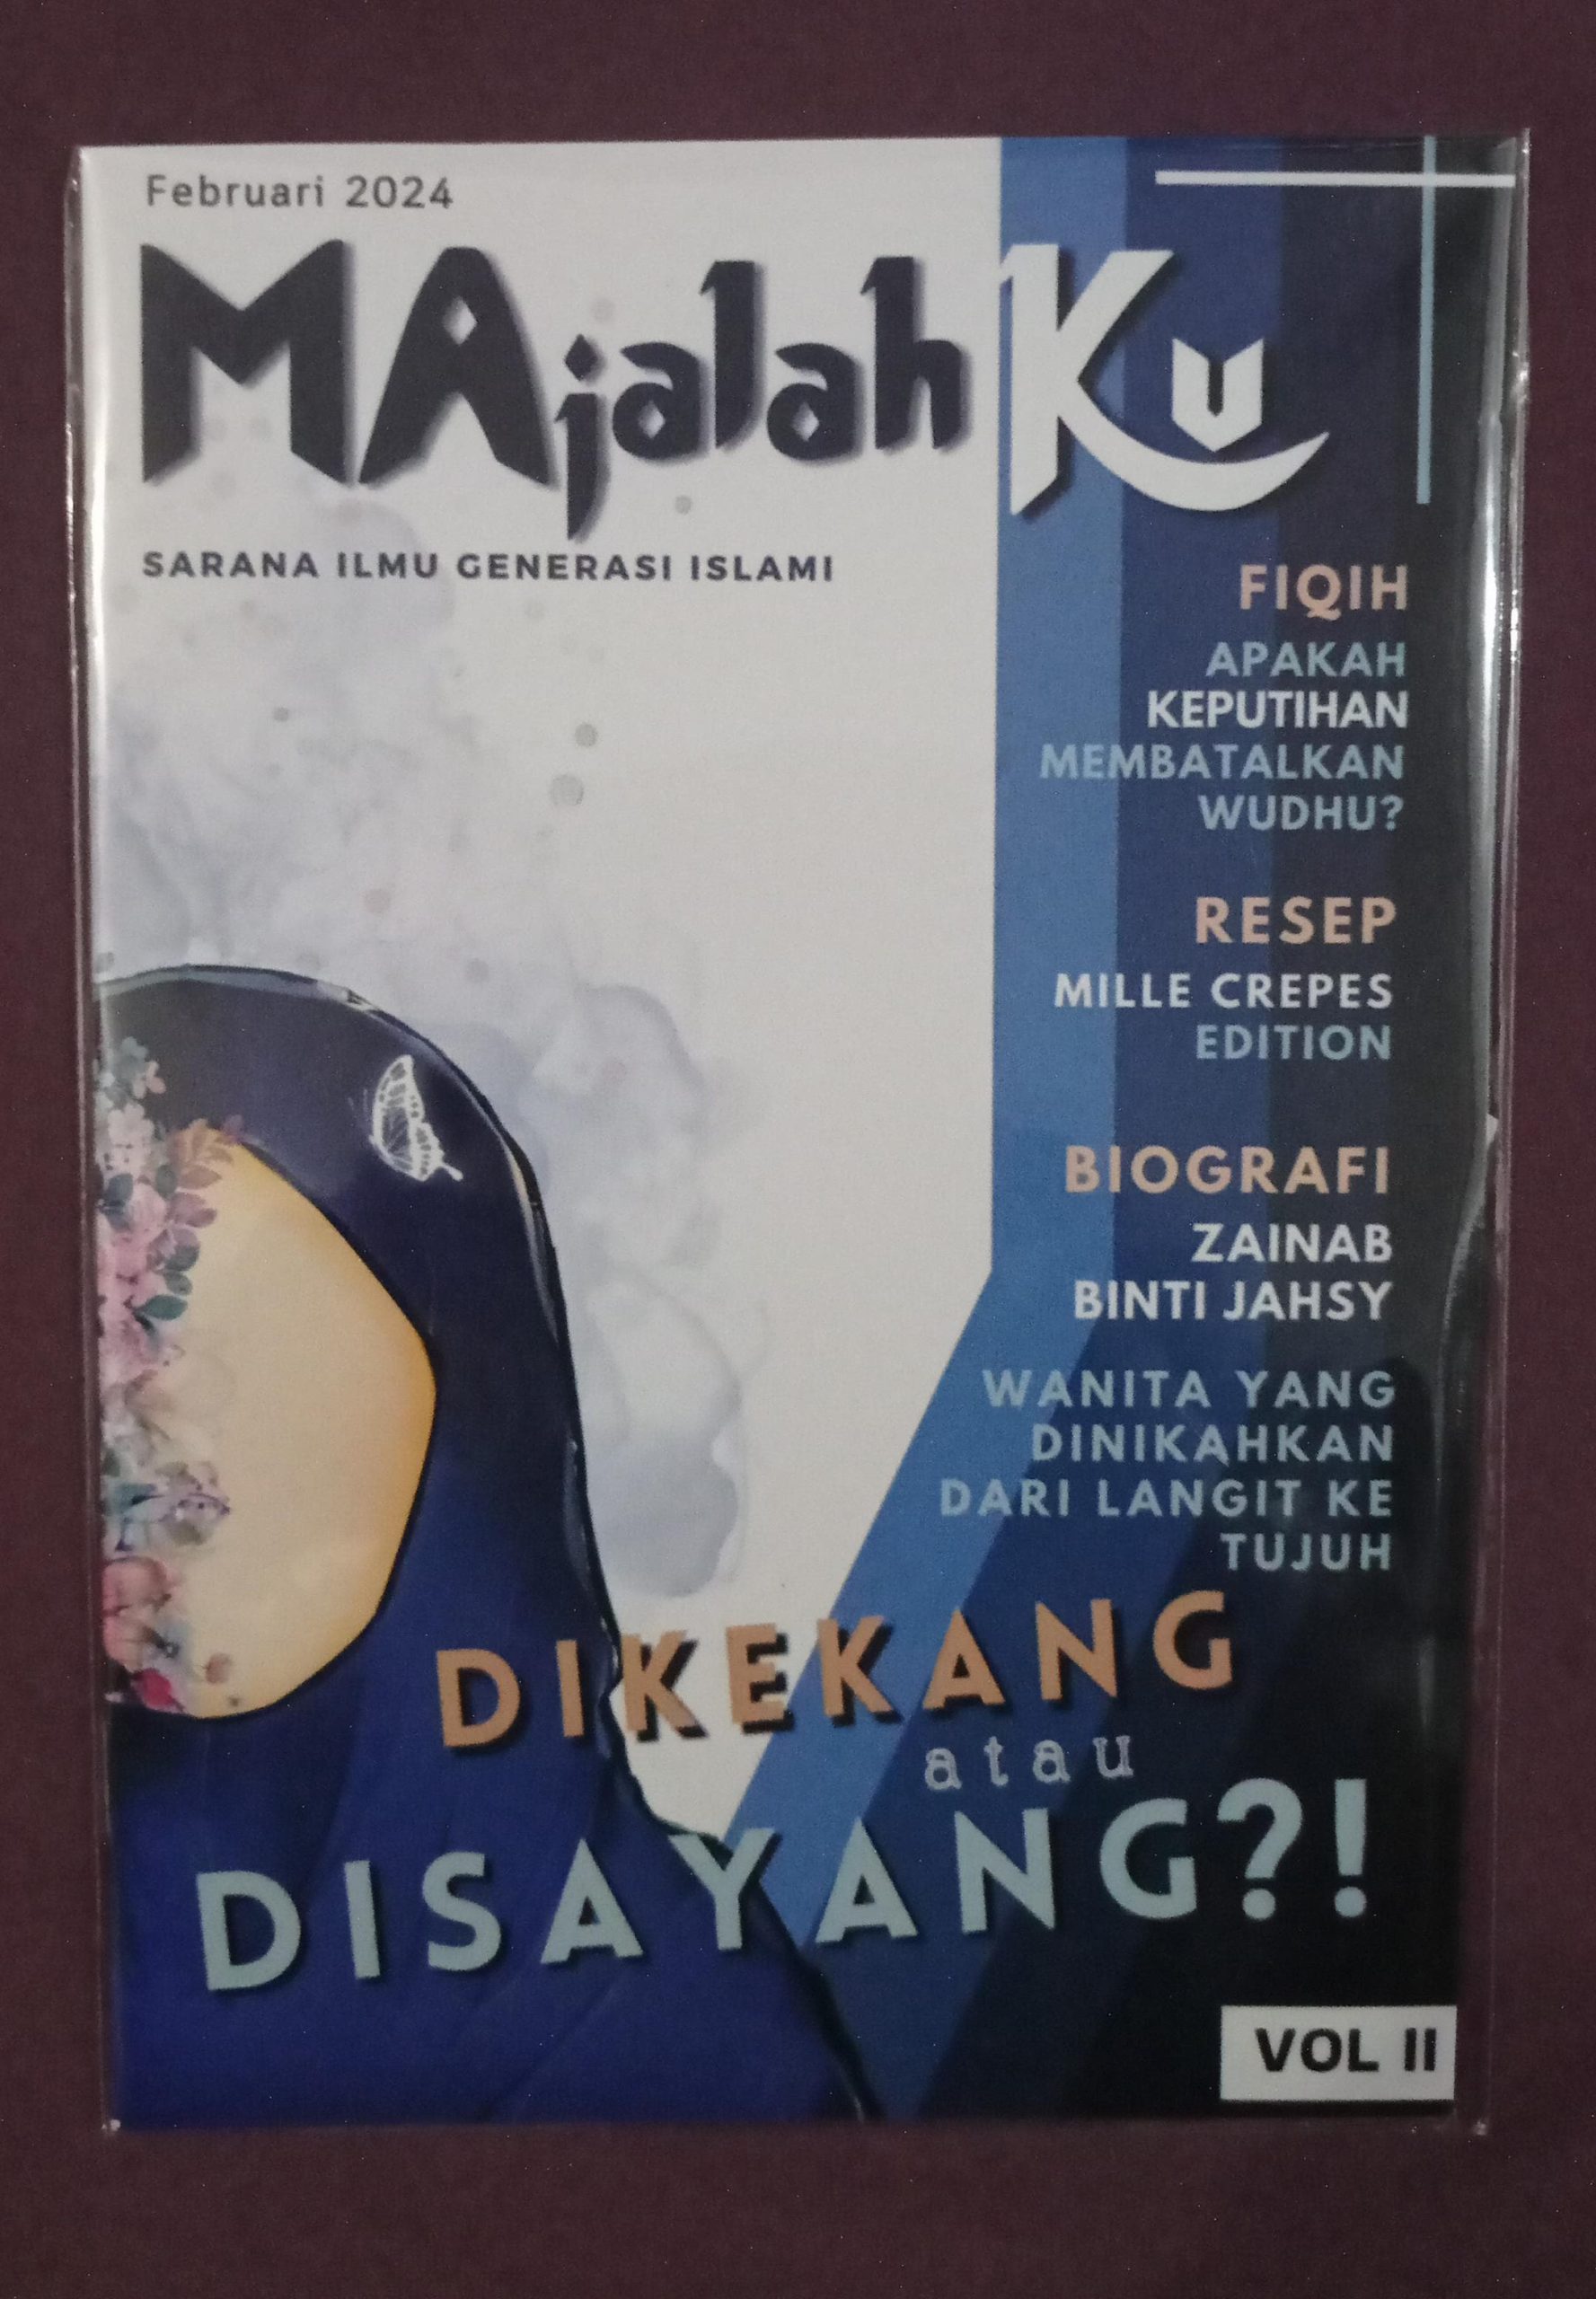 Februari 2024
MAjalahKu
SARANA ILMU GENERASI ISLAMI
FIQIH
APAKAH
KEPUTIHAN
MEMBATALKAN
WUDHU?
RESEP
MILLE CREPES
EDITION
BIOGRAFI
ZAINAB
BINTI JAHSY
WANITA YANG
DINIKAHKAN
DARI LANGIT KE
TUJUH
DIKEKANG
atau
DISAYANG?!
VOL II